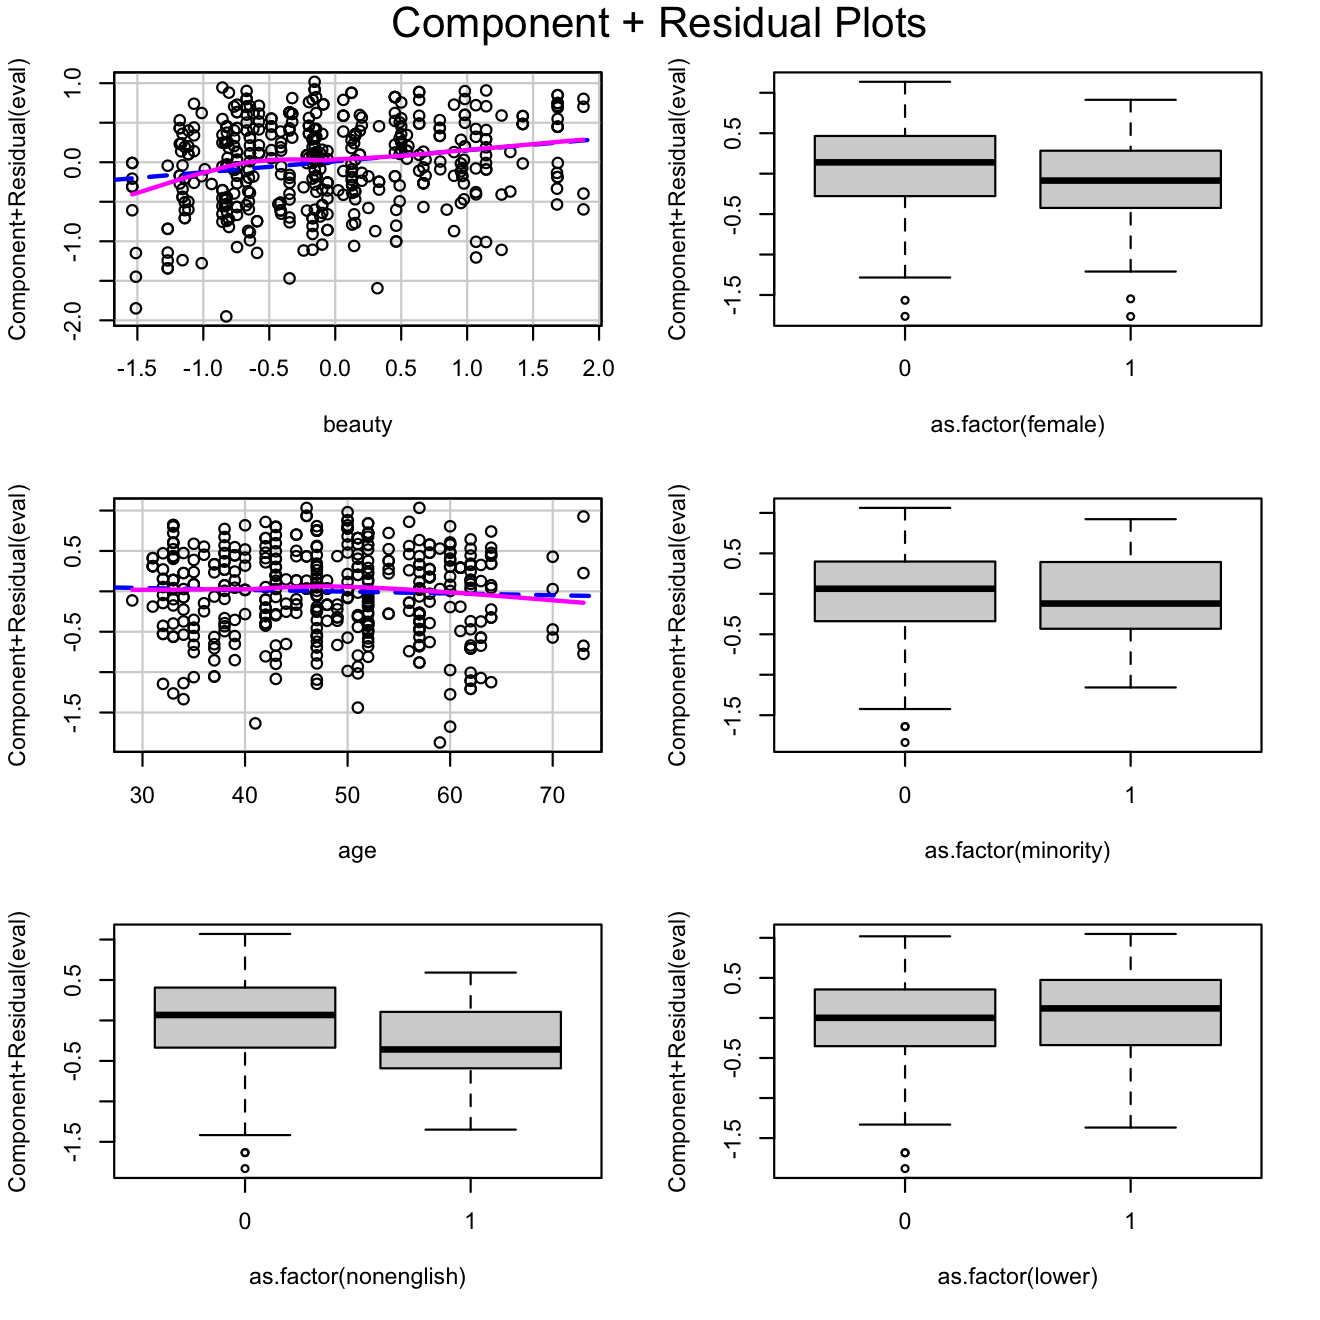 Component + Residual Plots
Component+Residual(eval)
1.0
0.0
-1.0
-2.0
-1.5 -1.0 -0.5 0.0 0.5 1.0 1.5 2.0
beauty
Component+Residual(eval)
0.5
-0.5
-1.5
0 1
as.factor(female)
Component+Residual(eval)
0.5
-0.5
-1.5
30 40 50 60 70
age
Component+Residual(eval)
0.5
-0.5
-1.5
0 1
as.factor(minority)
Component+Residual(eval)
0.5
-0.5
-1.5
0 1
as.factor(nonenglish)
Component+Residual(eval)
0.5
-0.5
-1.5
0 1
as.factor(lower)